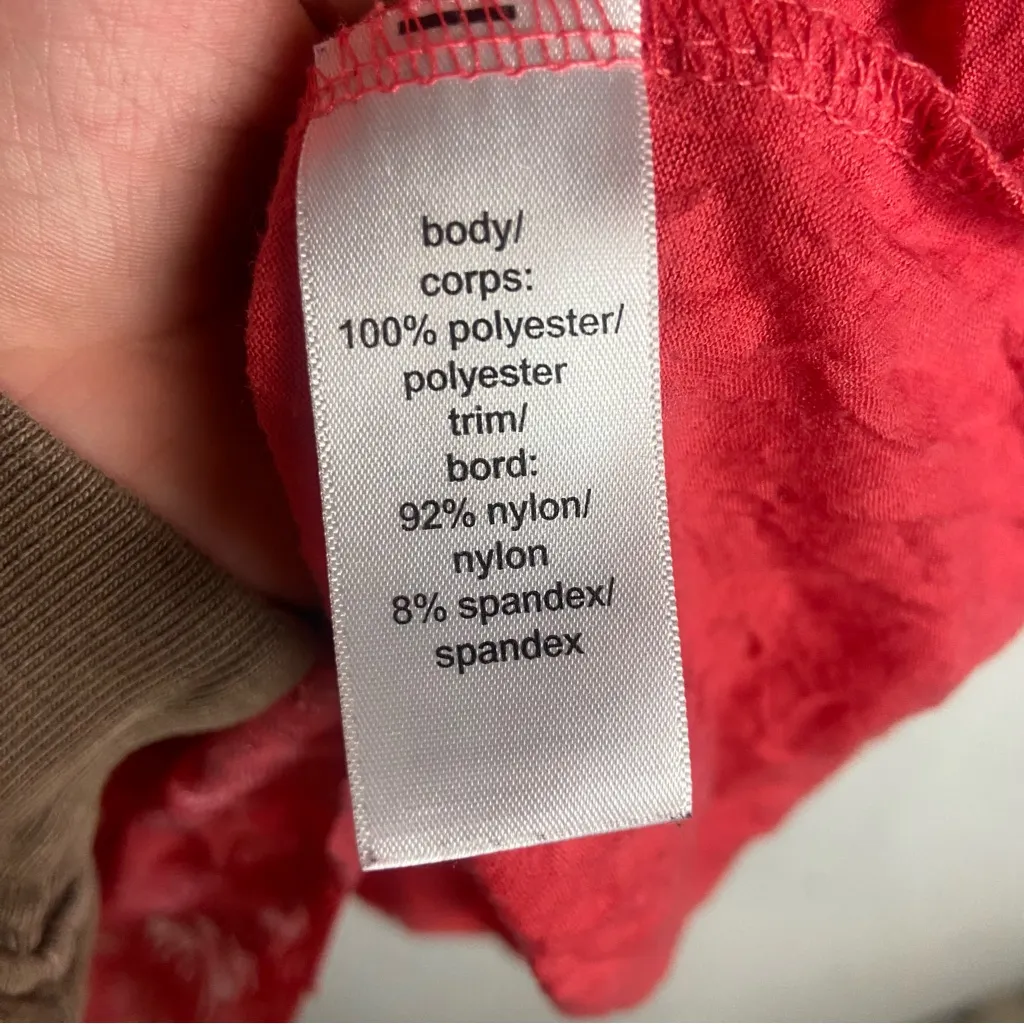 body/
corps:
100% polyester/
polyester
trim/
bord:
92% nylon/
nylon
8% spandex/
spandex